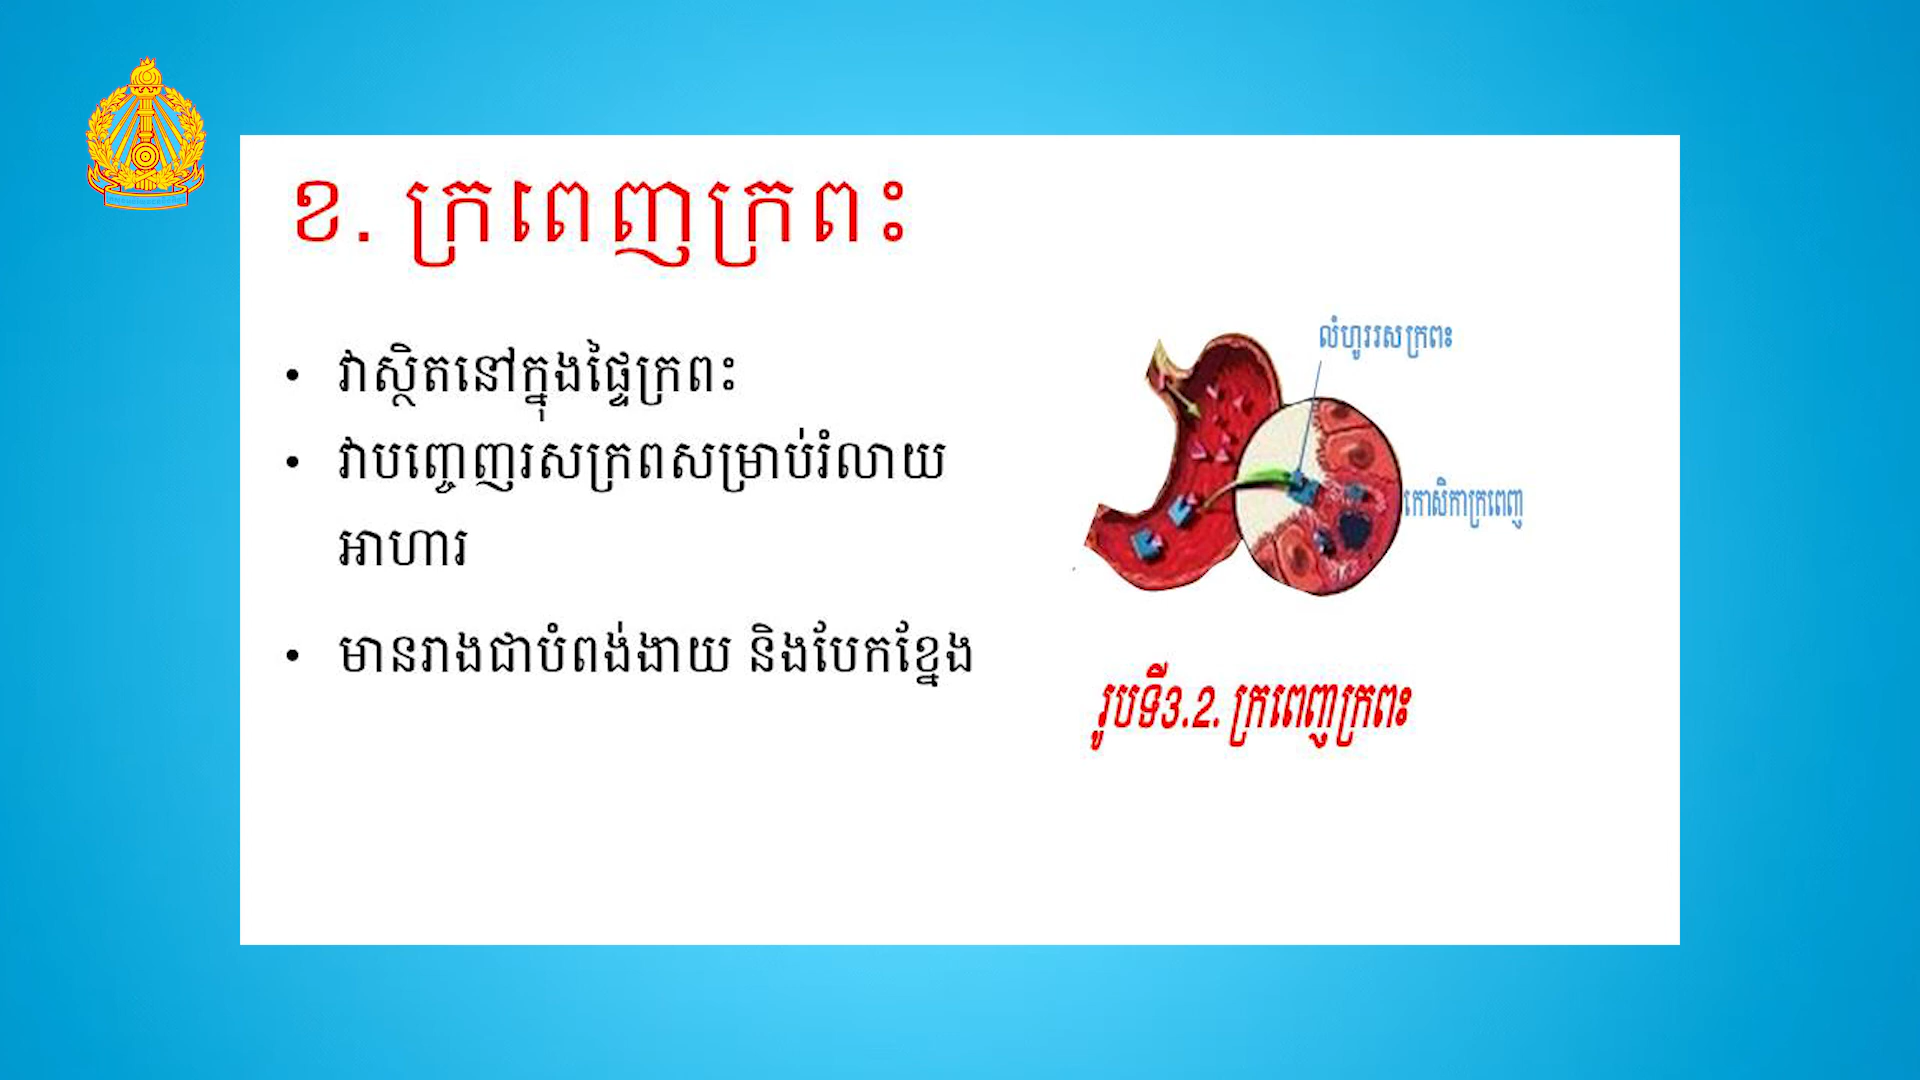 ខ. ក្រពេញក្រពះ
• វាស្ថិតនៅក្នុងផ្ទៃក្រពះ
• វាបញ្ចេញរសក្រពសម្រាប់រំលាយ
អាហារ
• មានរាងជាបំពង់ងាយ និងបែកខ្នែង
លំហូររសក្រពះ
កោសិកាក្រពេញ
រូបទី3.2. ក្រពេញក្រពះ